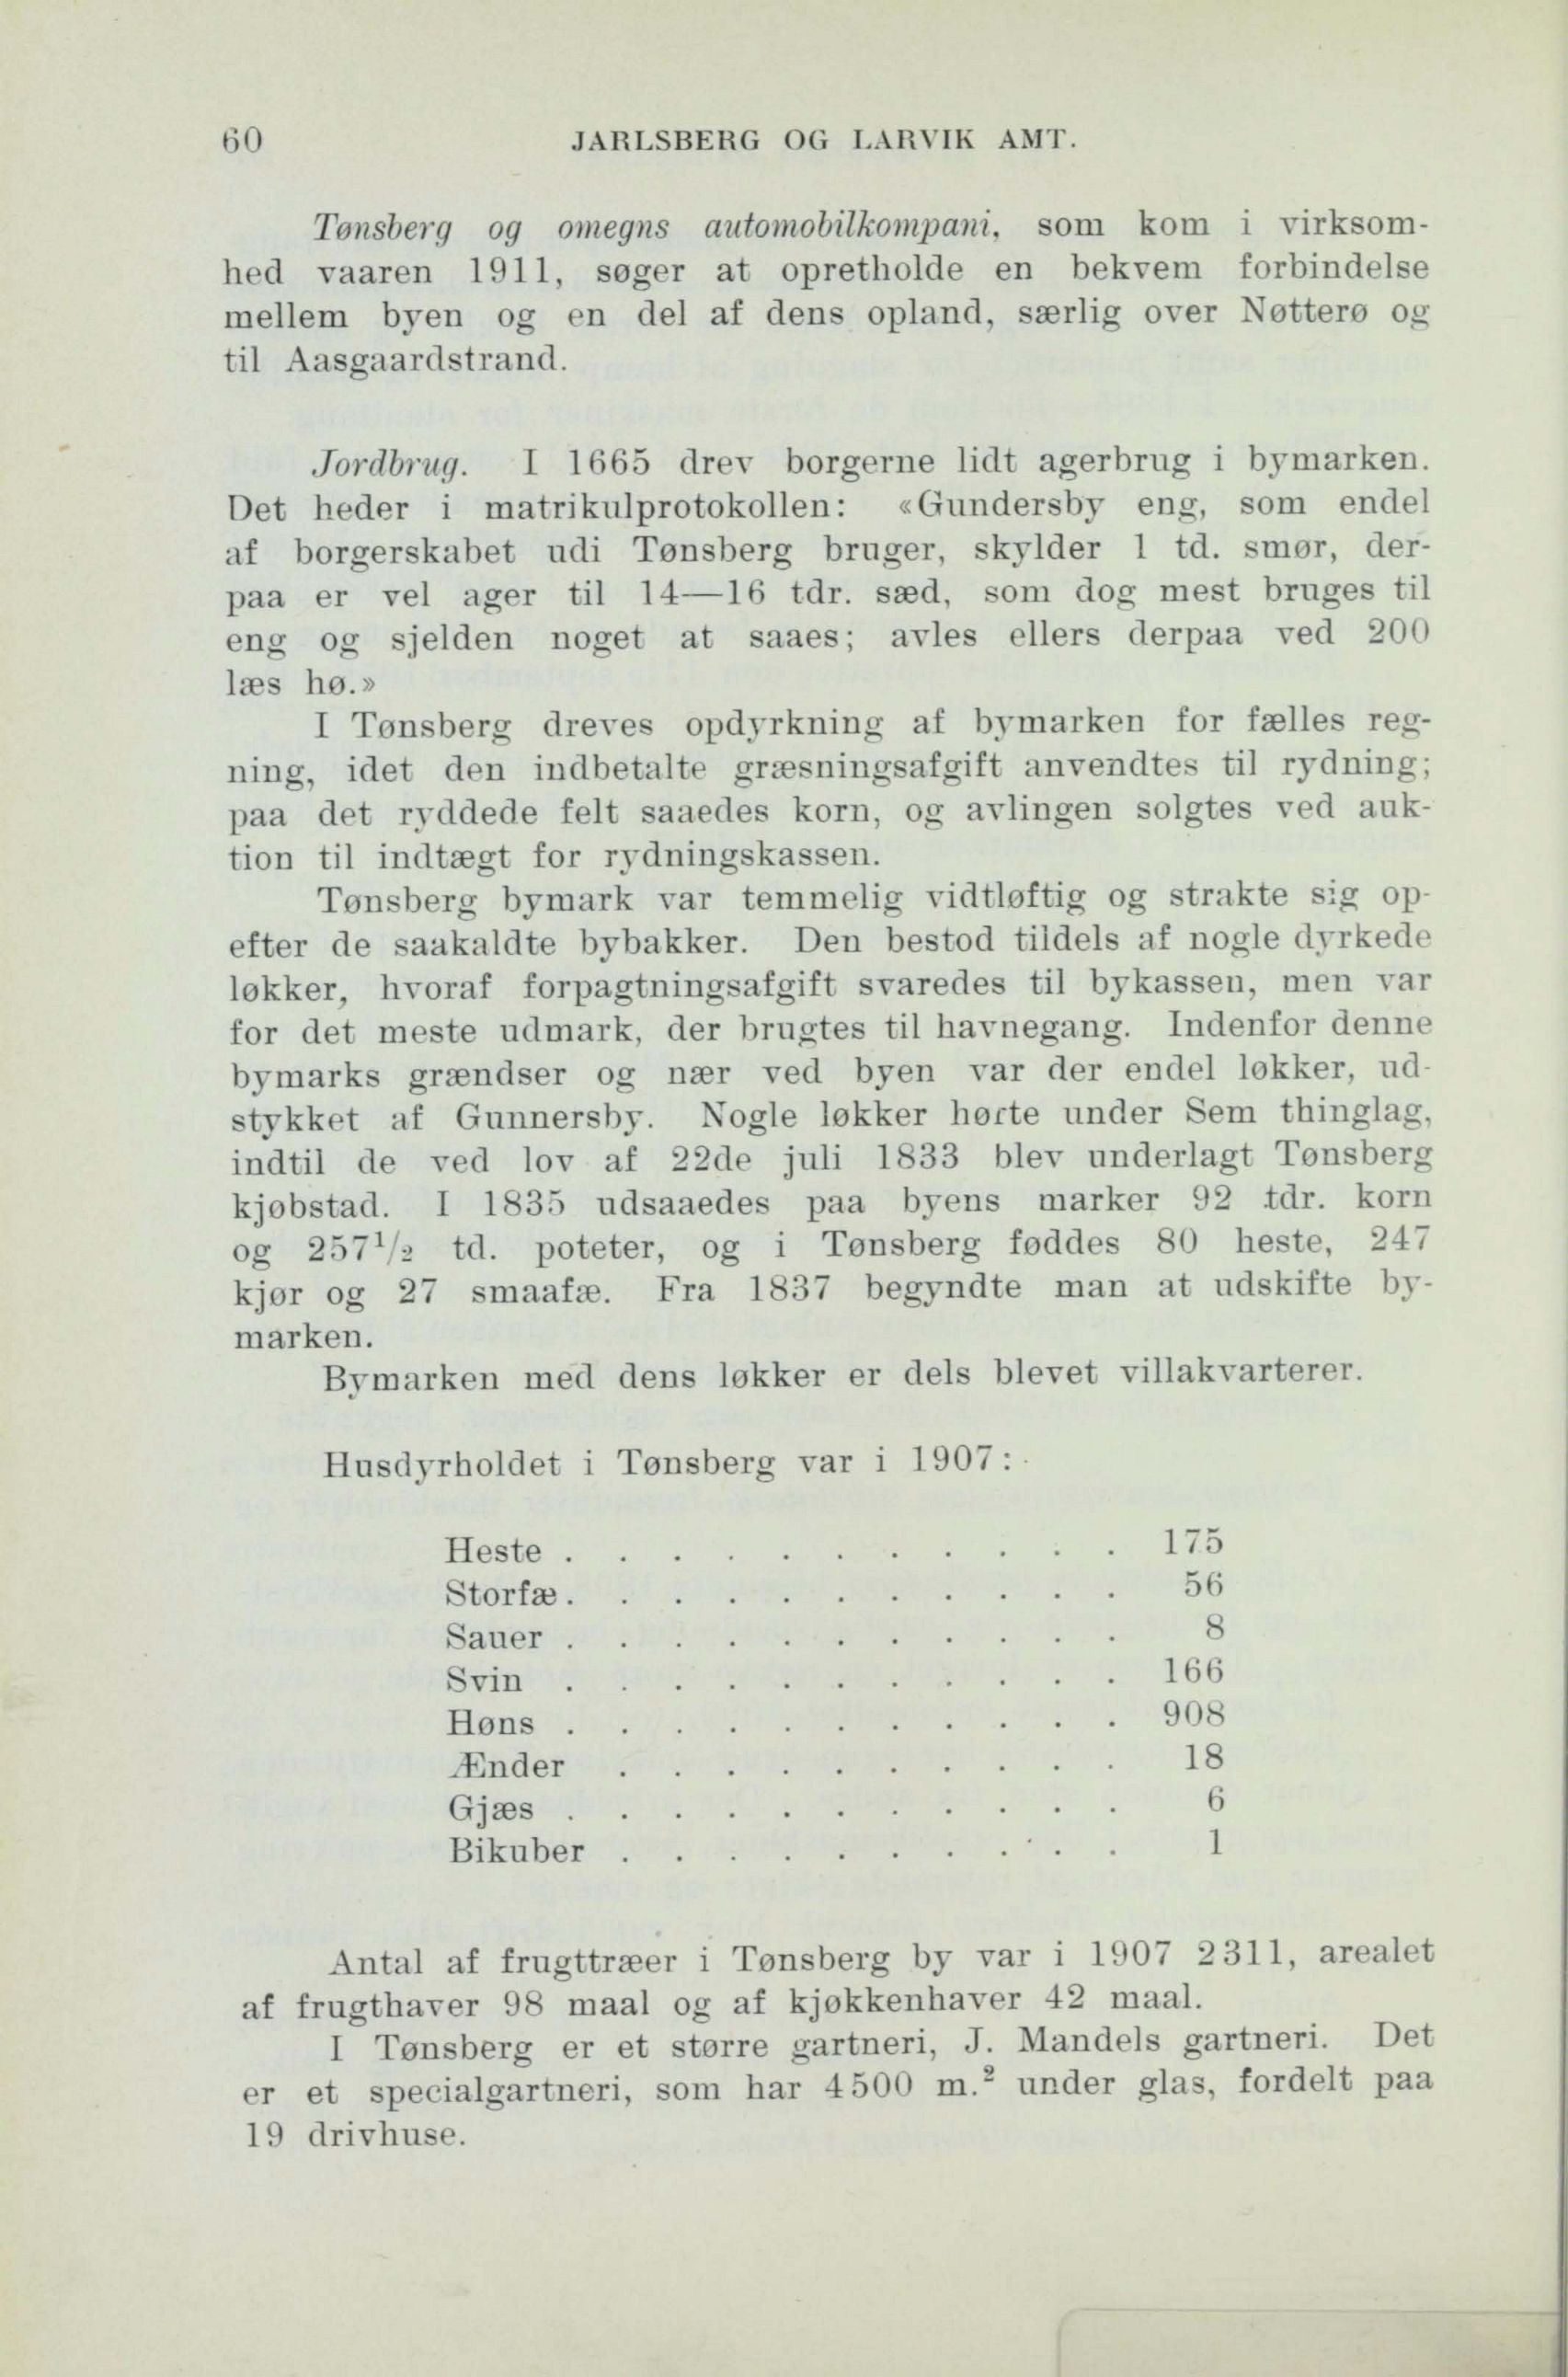 60 JARLSBERG OG LARVIK AMT.
Tønsberg og omegns automobilkompani, som kom i virksom-
hed vaaren 1911, søger at opretholde en bekvem forbindelse
mellem byen og en del af dens opland, særlig over Nøtterø og
til Aasgaardstrand.
Jordbrug. I 1665 drev borgerne lidt agerbrug i bymarken.
Det heder i matrikulprotokollen: «Gundersby eng, som endel
af borgerskabet udi Tønsberg bruger, skylder 1 td. smør, der-
paa er vel ager til 14—16 tdr. sæd, som dog mest bruges til
eng og sjelden noget at saaes; avles ellers derpaa ved 200
læs hø.»
I Tønsberg dreves opdyrkning af bymarken for fælles reg-
ning, idet den indbetalte græsningsafgift anvendtes til rydning;
paa det ryddede felt saaedes korn, og avlingen solgtes ved auk-
tion til indtægt for rydningskassen.
Tønsberg bymark var temmelig vidtløftig og strakte sig op-
efter de saakaldte bybakker. Den bestod tildels af nogle dyrkede
løkker, hvoraf forpagtningsafgift svaredes til bykassen, men var
for det meste udmark, der brugtes til havnegang. Indenfor denne
bymarks grændser og nær ved byen var der endel løkker, ud-
stykket af Gunnersby. Nogle løkker hørte under Sem thinglag,
indtil de ved lov af 22de juli 1833 blev underlagt Tønsberg
kjøbstad. I 1835 udsaaedes paa byens marker 92 tdr. korn
og 257¹/₂ td. poteter, og i Tønsberg føddes 80 heste, 247
kjør og 27 smaafæ. Fra 1837 begyndte man at udskifte by-
marken.
Bymarken med dens løkker er dels blevet villakvarterer.
Husdyrholdet i Tønsberg var i 1907:
Heste . . . . . . . . . . . 175
Storfæ . . . . . . . . . . . 56
Sauer . . . . . . . . . . . 8
Svin . . . . . . . . . . . 166
Høns . . . . . . . . . . . 908
Ænder . . . . . . . . . . 18
Gjæs . . . . . . . . . . . 6
Bikuber . . . . . . . . . . 1
Antal af frugttræer i Tønsberg by var i 1907 2311, arealet
af frugthaver 98 maal og af kjøkkenhaver 42 maal.
I Tønsberg er et større gartneri, J. Mandels gartneri. Det
er et specialgartneri, som har 4500 m.² under glas, fordelt paa
19 drivhuse.